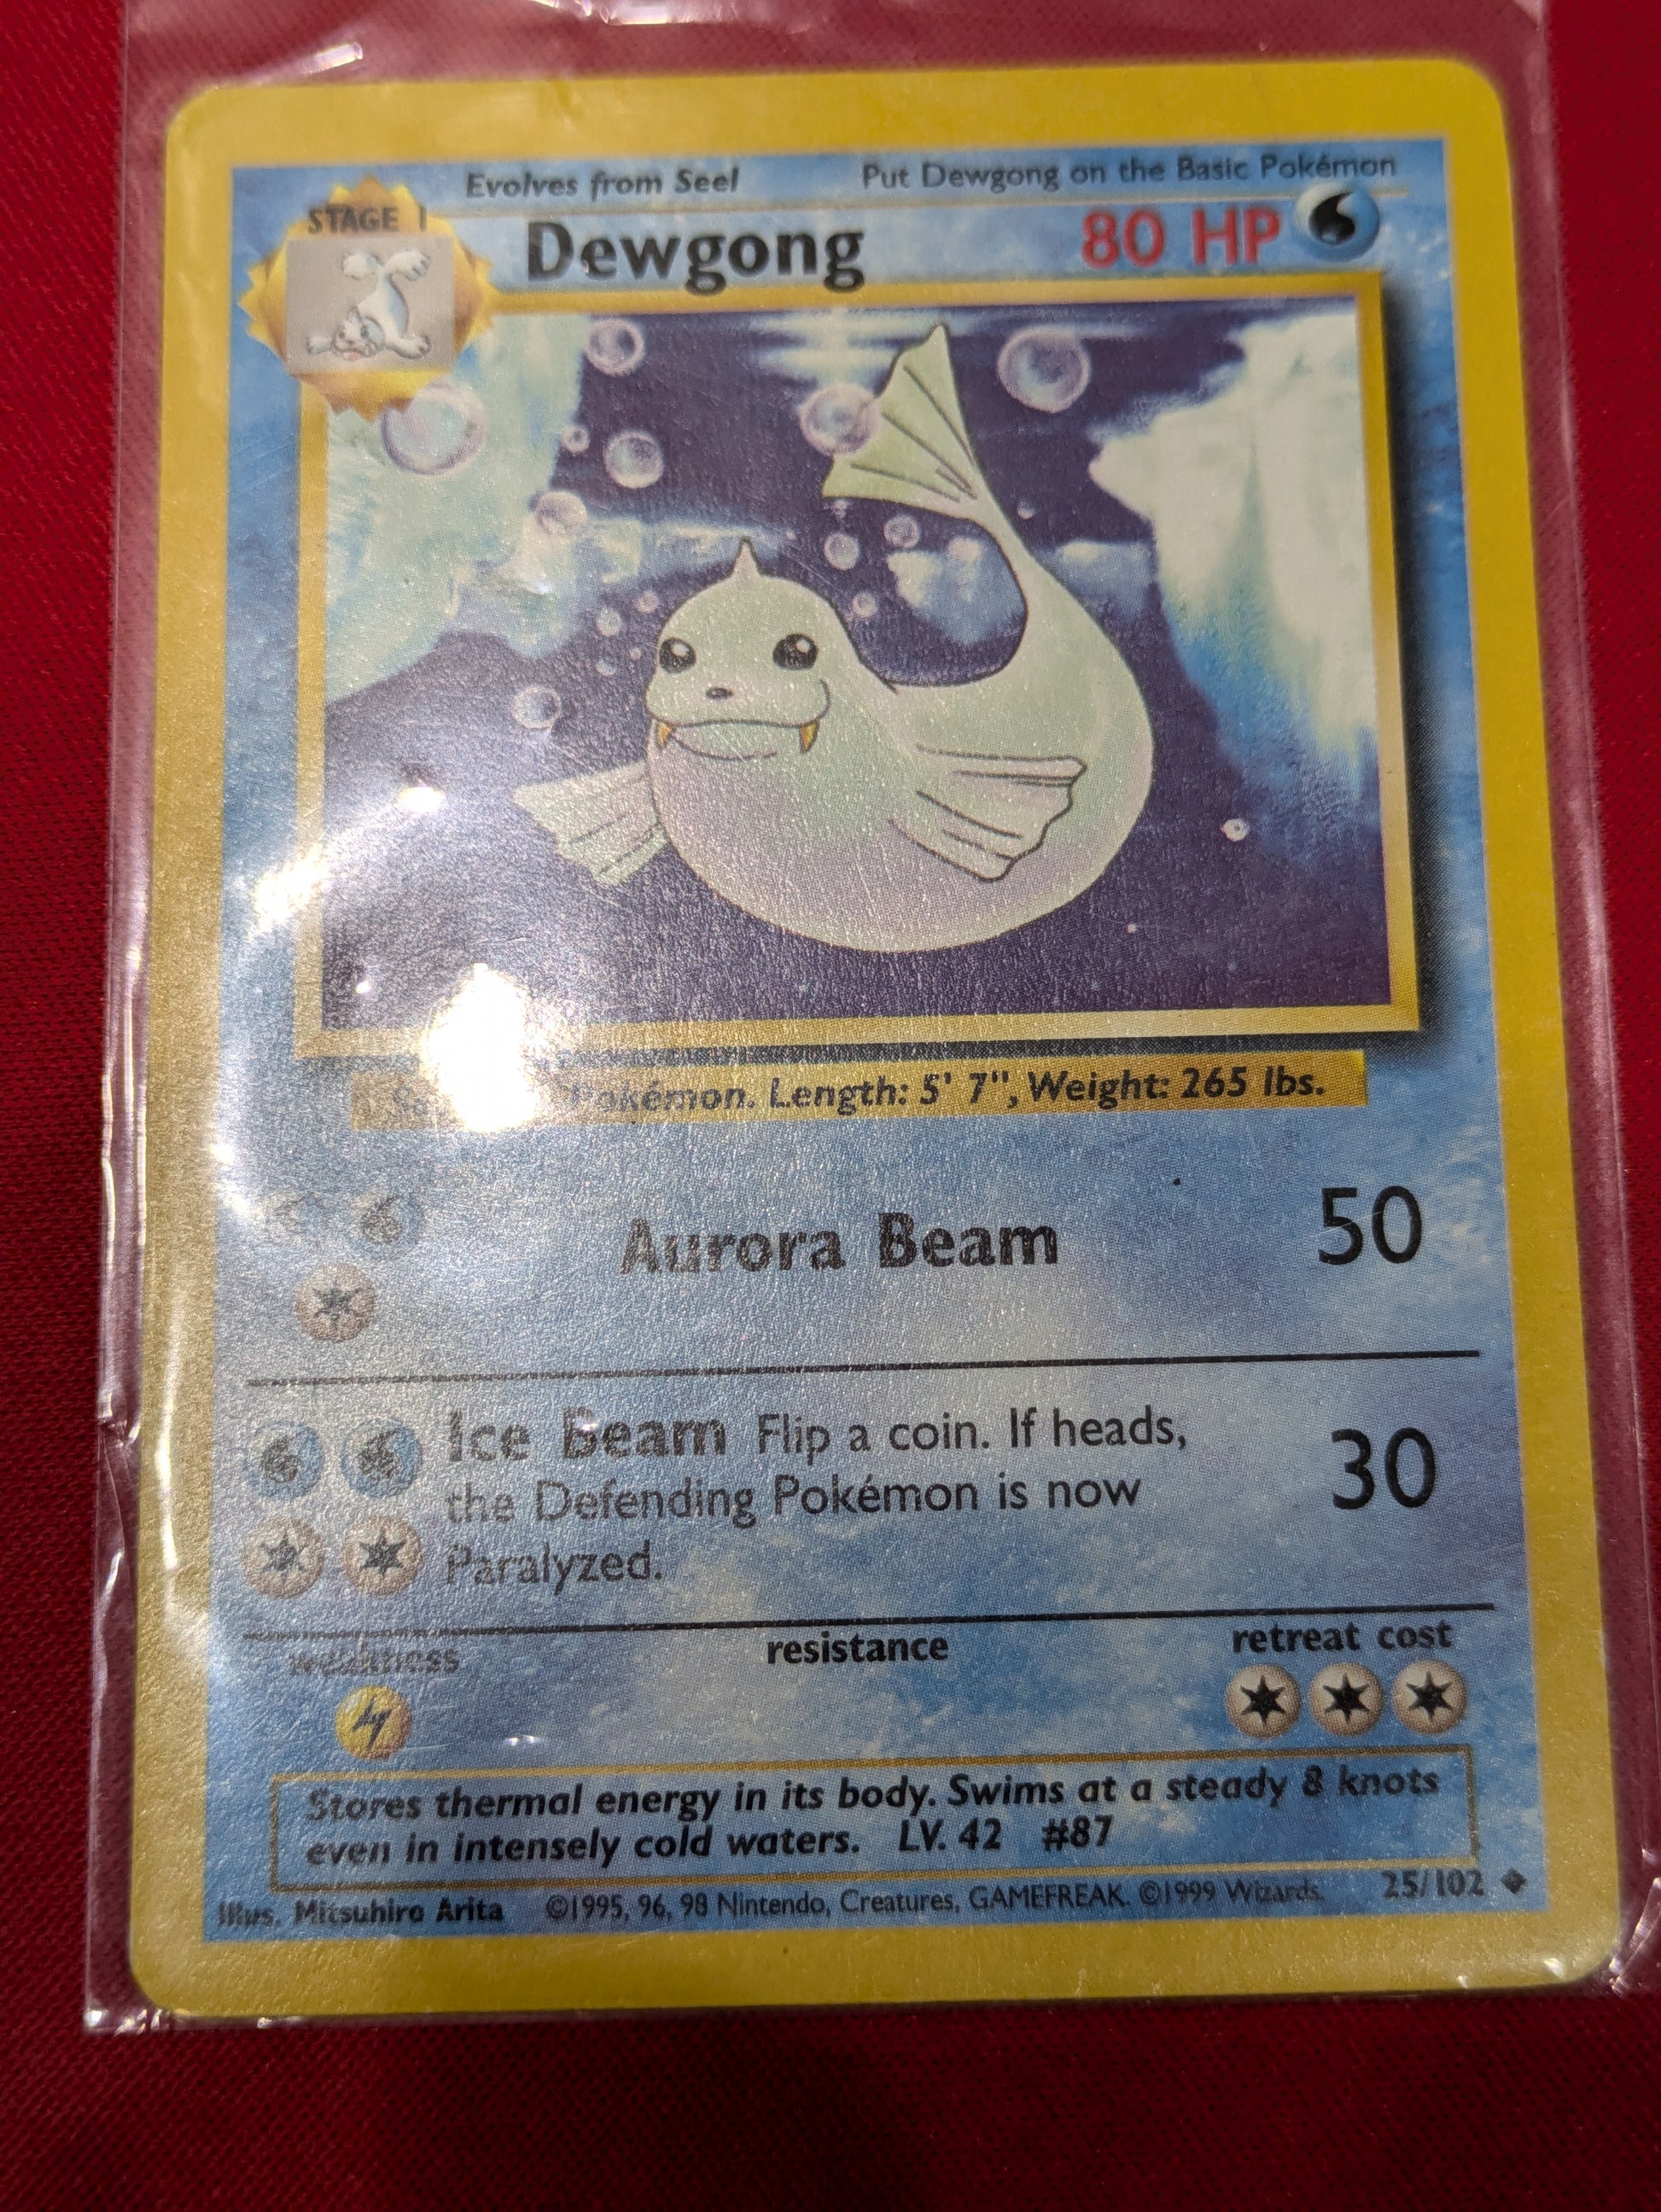 Evolves from Seel Put Dewgong on the Basic Pokémon
STAGE 1
Dewgong 80 HP
Pokémon. Length: 5' 7", Weight: 265 lbs.
Aurora Beam 50
Ice Beam Flip a coin. If heads,
the Defending Pokémon is now
Paralyzed.
30
weakness resistance retreat cost
Stores thermal energy in its body. Swims at a steady 8 knots
even in intensely cold waters. LV. 42 #87
Illus. Mitsuhiro Arita ©1995, 96, 98 Nintendo, Creatures, GAMEFREAK. ©1999 Wizards. 25/102